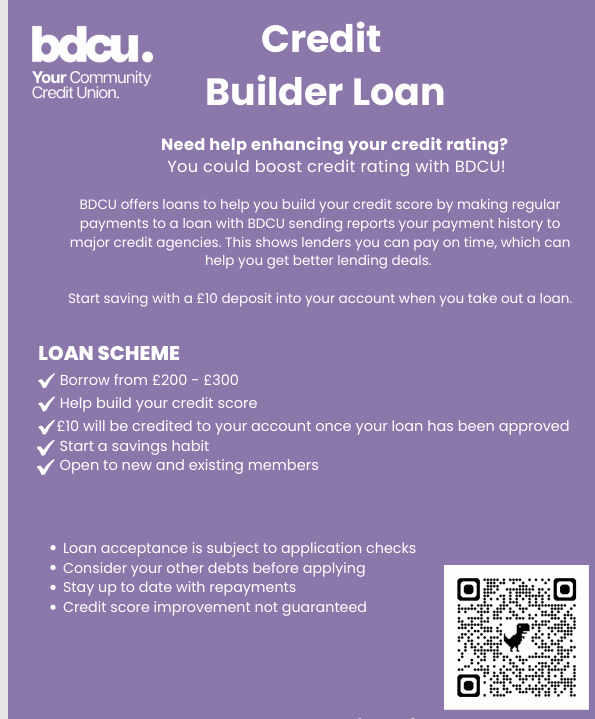 bdcu.
Your Community
Credit Union.
Credit
Builder Loan
Need help enhancing your credit rating?
You could boost credit rating with BDCU!
BDCU offers loans to help you build your credit score by making regular
payments to a loan with BDCU sending reports your payment history to
major credit agencies. This shows lenders you can pay on time, which can
help you get better lending deals.
Start saving with a £10 deposit into your account when you take out a loan.
LOAN SCHEME
Borrow from £200 - £300
Help build your credit score
£10 will be credited to your account once your loan has been approved
Start a savings habit
Open to new and existing members
Loan acceptance is subject to application checks
Consider your other debts before applying
Stay up to date with repayments
Credit score improvement not guaranteed